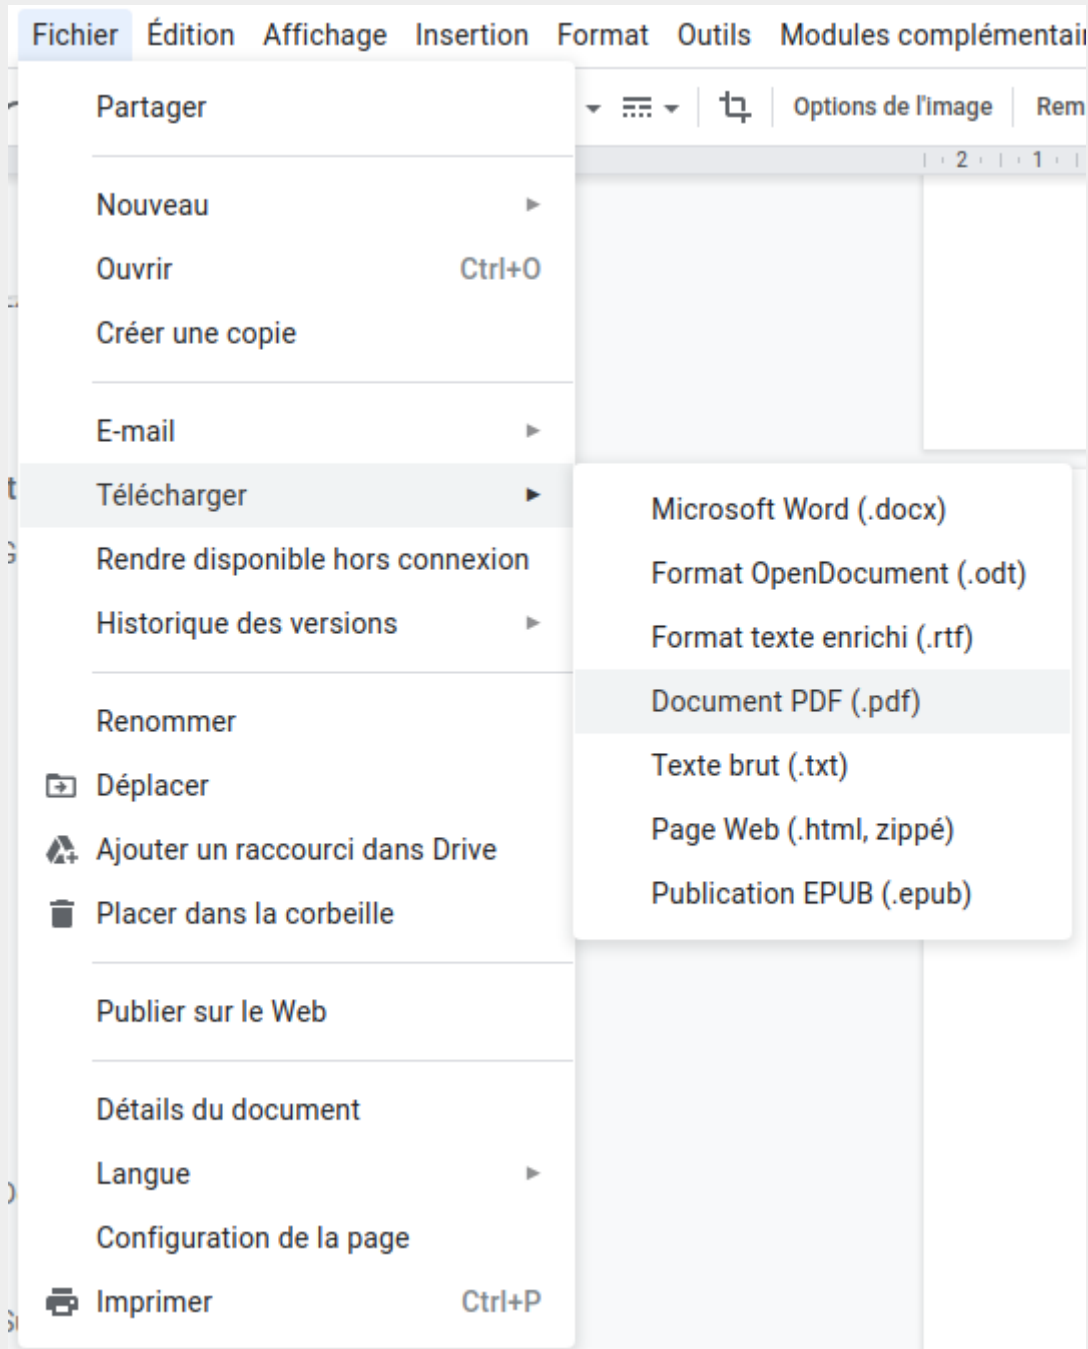 Fichier Édition Affichage Insertion Format Outils Modules complémentai
Partager
Options de l'image Rem
2 1
Nouveau
Ouvrir Ctrl+O
Créer une copie
E-mail
Télécharger
Microsoft Word (.docx)
Rendre disponible hors connexion
Format OpenDocument (.odt)
Historique des versions
Format texte enrichi (.rtf)
Document PDF (.pdf)
Renommer
Texte brut (.txt)
Déplacer
Page Web (.html, zippé)
Ajouter un raccourci dans Drive
Publication EPUB (.epub)
Placer dans la corbeille
Publier sur le Web
Détails du document
Langue
Configuration de la page
Imprimer Ctrl+P